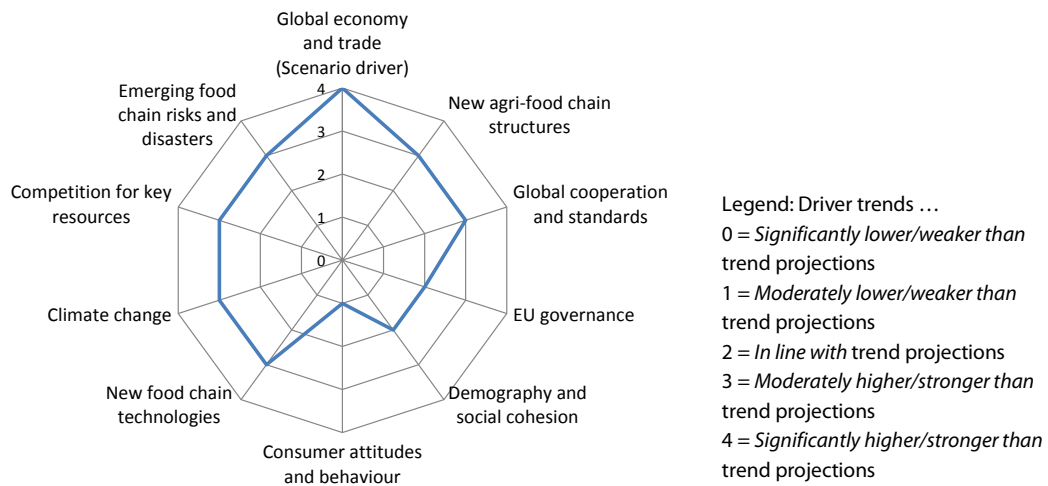 Global economy
and trade
(Scenario driver)
4
3
2
1
0
New agri-food chain
structures
Global cooperation
and standards
EU governance
Demography and
social cohesion
Consumer attitudes
and behaviour
New food chain
technologies
Climate change
Competition for key
resources
Emerging food
chain risks and
disasters
Legend: Driver trends …
0 = Significantly lower/weaker than
trend projections
1 = Moderately lower/weaker than
trend projections
2 = In line with trend projections
3 = Moderately higher/stronger than
trend projections
4 = Significantly higher/stronger than
trend projections